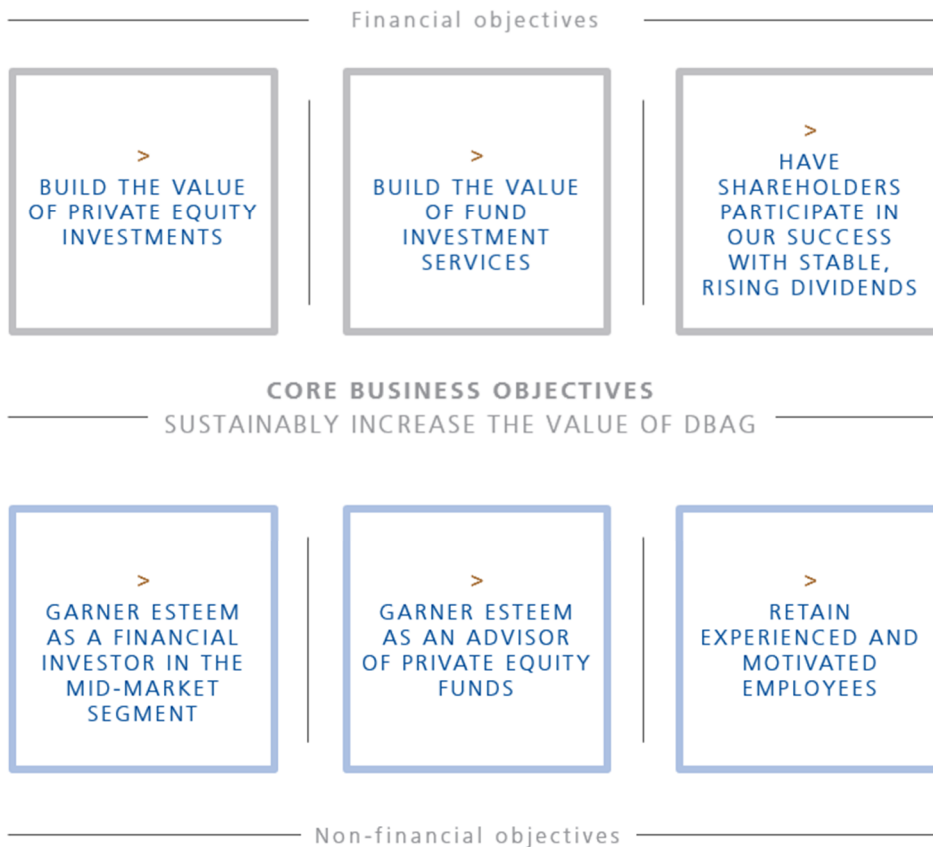 Financial objectives
>
BUILD THE VALUE
OF PRIVATE EQUITY
INVESTMENTS
>
BUILD THE VALUE
OF FUND
INVESTMENT
SERVICES
>
HAVE
SHAREHOLDERS
PARTICIPATE IN
OUR SUCCESS
WITH STABLE,
RISING DIVIDENDS
CORE BUSINESS OBJECTIVES
SUSTAINABLY INCREASE THE VALUE OF DBAG
>
GARNER ESTEEM
AS A FINANCIAL
INVESTOR IN THE
MID-MARKET
SEGMENT
>
GARNER ESTEEM
AS AN ADVISOR
OF PRIVATE EQUITY
FUNDS
>
RETAIN
EXPERIENCED AND
MOTIVATED
EMPLOYEES
Non-financial objectives